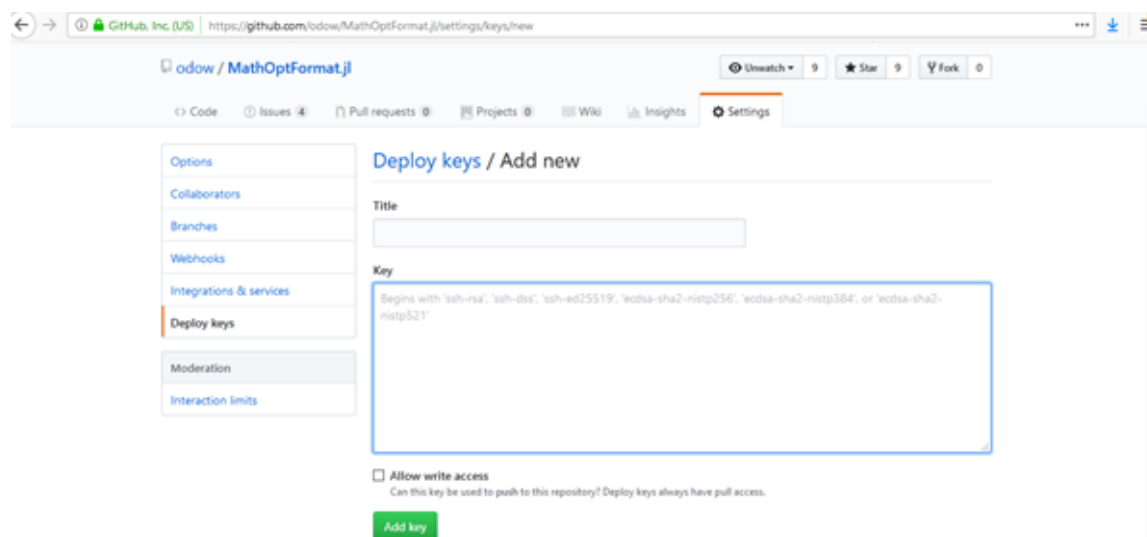 GitHub, Inc. (US) https://github.com/odow/MathOptFormat.jl/settings/keys/new
odow / MathOptFormat.jl
Unwatch 9 Star 9 Fork 0
Code Issues 4 Pull requests 0 Projects 0 Wiki Insights Settings
Options
Collaborators
Branches
Webhooks
Integrations & services
Deploy keys
Moderation
Interaction limits
Deploy keys / Add new
Title
Key
Begins with 'ssh-rsa', 'ssh-dss', 'ssh-ed25519', 'ecdsa-sha2-nistp256', 'ecdsa-sha2-nistp384', or 'ecdsa-sha2-
nistp521'
Allow write access
Can this key be used to push to this repository? Deploy keys always have pull access.
Add key